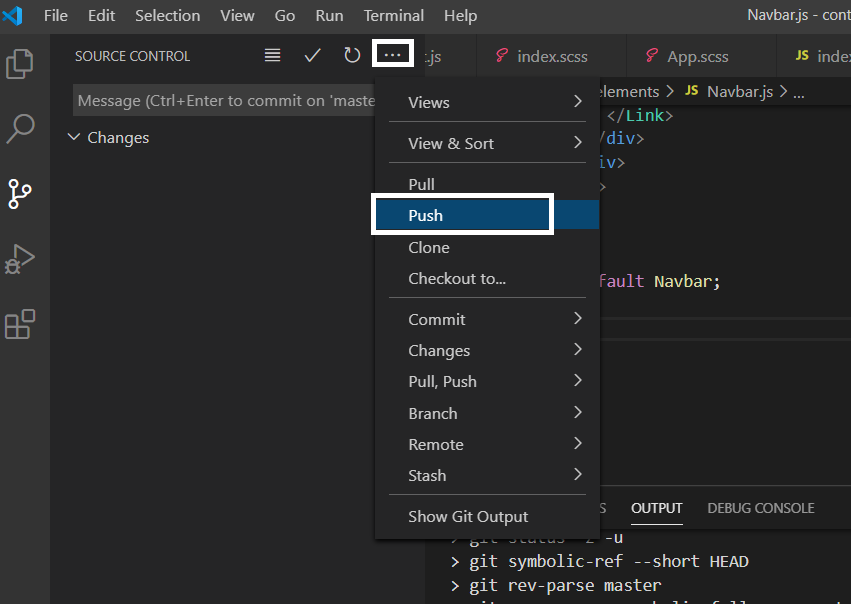 File Edit Selection View Go Run Terminal Help
Navbar.js - cont
SOURCE CONTROL
...
.js
index.scss
App.scss
JS inde
Message (Ctrl+Enter to commit on 'maste
Changes
Views
View & Sort
Pull
Push
Clone
Checkout to...
Commit
Changes
Pull, Push
Branch
Remote
Stash
Show Git Output
elements > JS Navbar.js > ...
</Link>
/div>
iv>
>
fault Navbar;
S
OUTPUT
DEBUG CONSOLE
> git status -z -u
> git symbolic-ref --short HEAD
> git rev-parse master